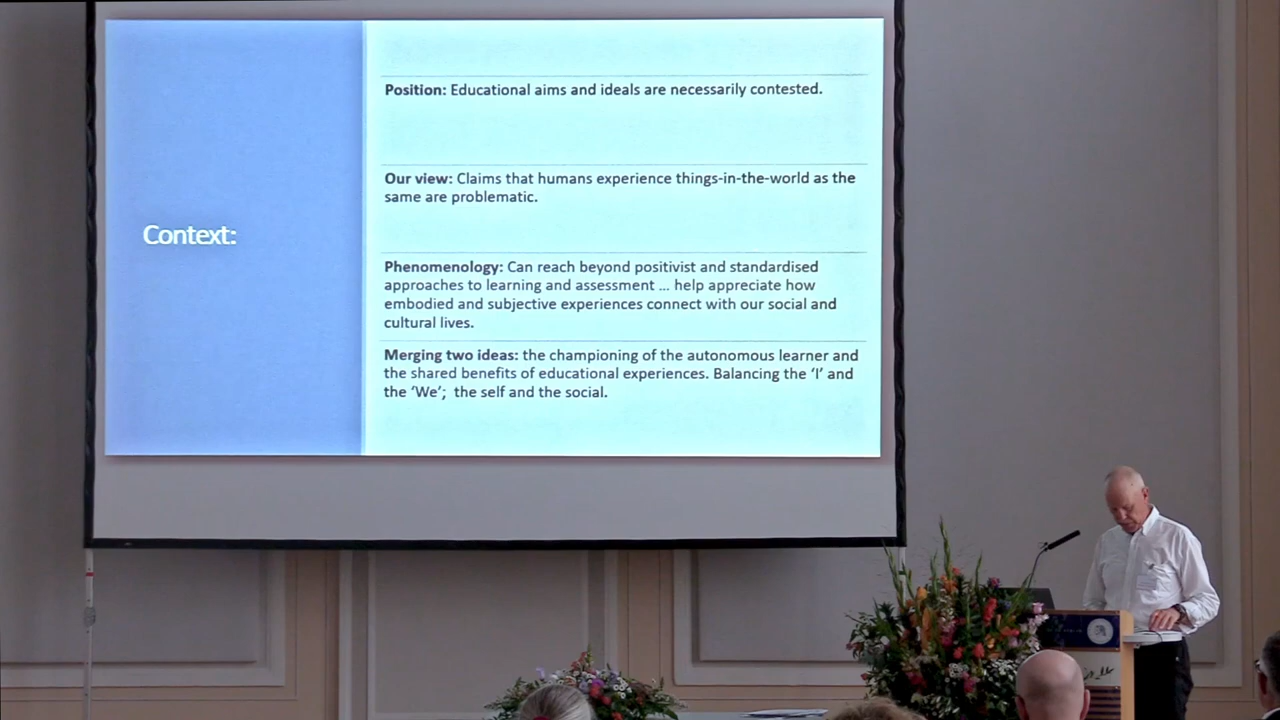 Context:
Position: Educational aims and ideals are necessarily contested.
Our view: Claims that humans experience things-in-the-world as the
same are problematic.
Phenomenology: Can reach beyond positivist and standardised
approaches to learning and assessment ... help appreciate how
embodied and subjective experiences connect with our social and
cultural lives.
Merging two ideas: the championing of the autonomous learner and
the shared benefits of educational experiences. Balancing the ‘I’ and
the ‘We’;  the self and the social.